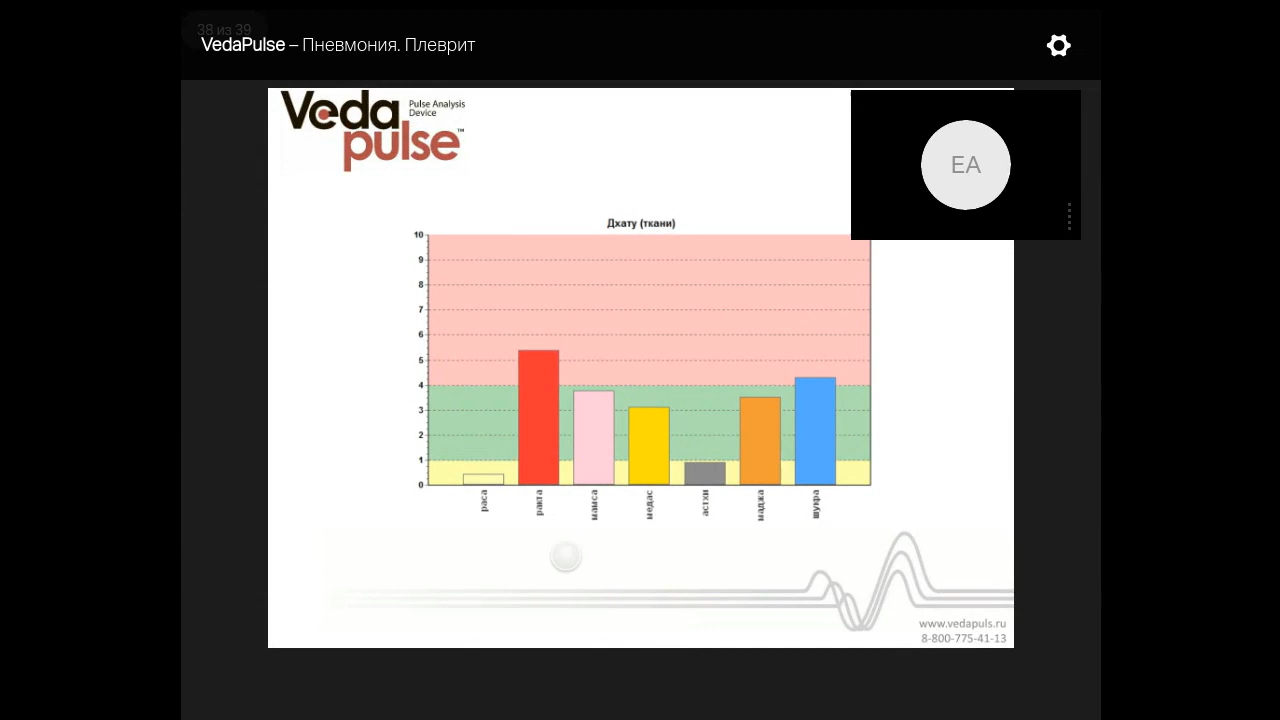 38 из 39
VedaPulse – Пневмония. Плеврит
Veda
Pulse Analysis
Device
pulse™
EA
Дхату (ткани)
10
9
8
7
6
5
4
3
2
1
0
раса
ракта
мамса
медас
астхи
маджа
шукра
www.vedapuls.ru
8-800-775-41-13